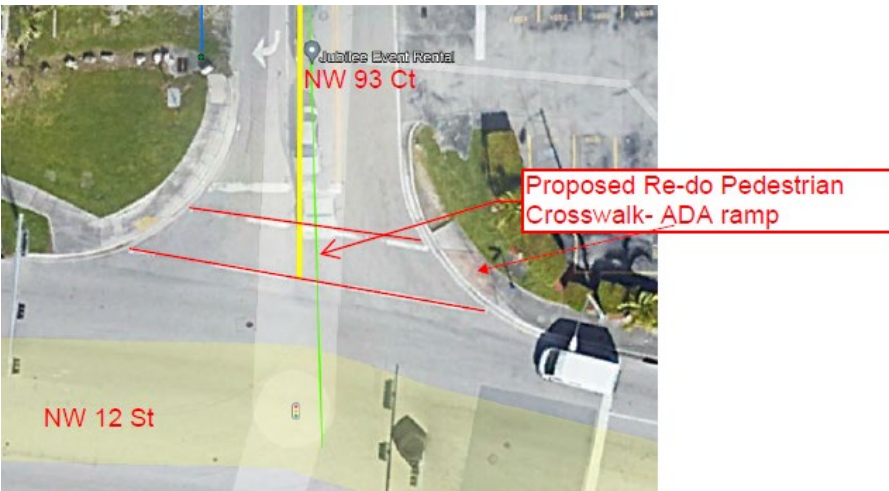 Jubilee Event Rental
NW 93 Ct
Proposed Re-do Pedestrian
Crosswalk- ADA ramp
NW 12 St